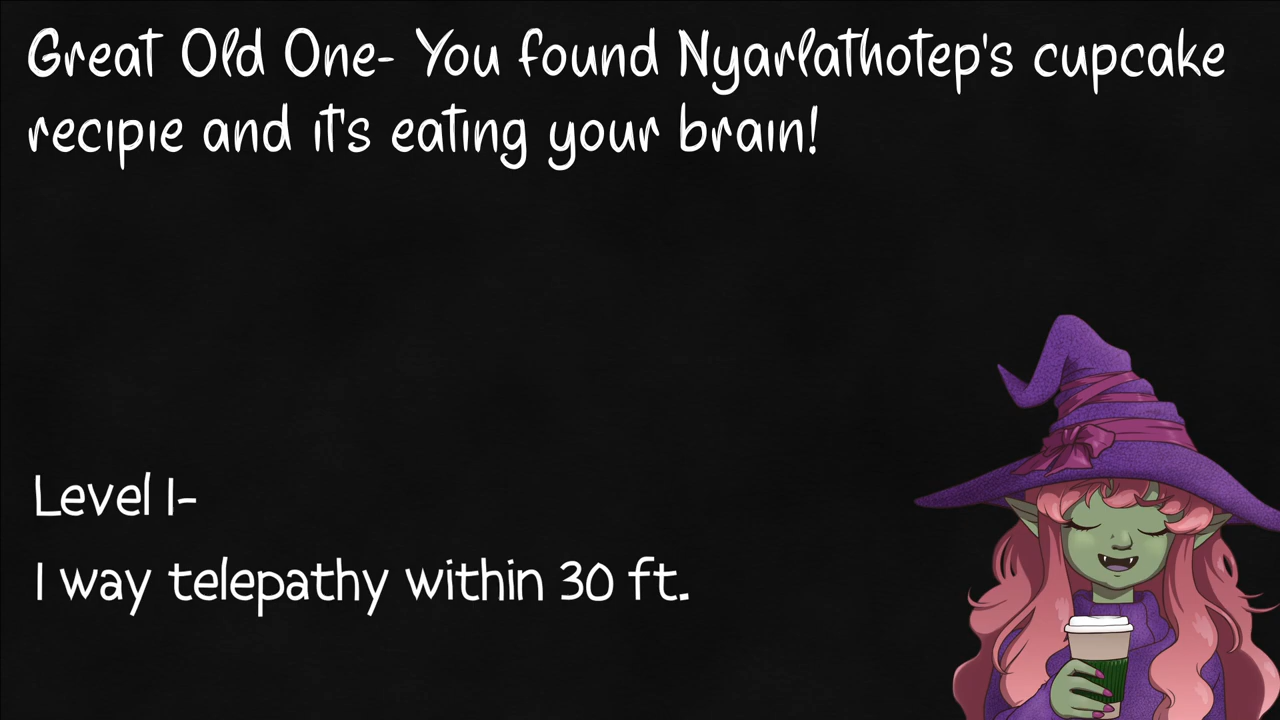 Great Old One- You found Nyarlathotep's cupcake
recipie and it's eating your brain!
Level 1-
1 way telepathy within 30 ft.